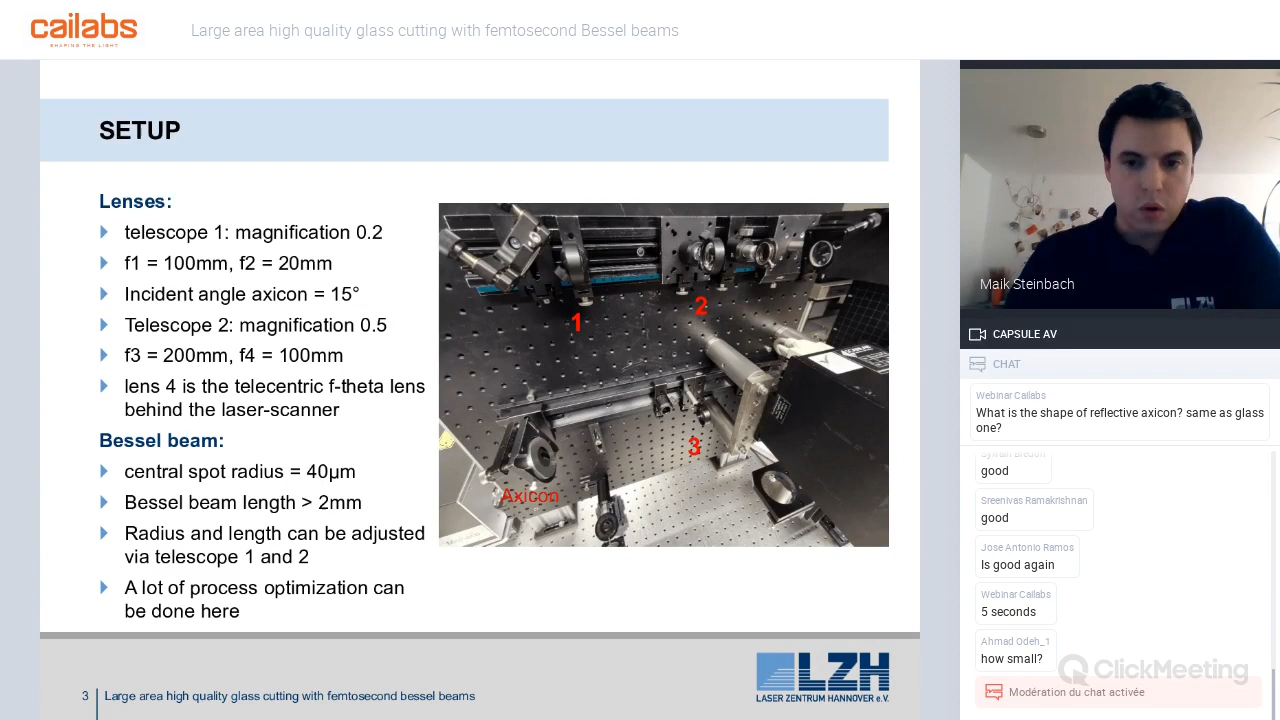 cailabs
SHAPING THE LIGHT
Large area high quality glass cutting with femtosecond Bessel beams
SETUP
Lenses:
telescope 1: magnification 0.2
f1 = 100mm, f2 = 20mm
Incident angle axicon = 15°
Telescope 2: magnification 0.5
f3 = 200mm, f4 = 100mm
lens 4 is the telecentric f-theta lens
behind the laser-scanner
Bessel beam:
central spot radius = 40µm
Bessel beam length > 2mm
Radius and length can be adjusted
via telescope 1 and 2
A lot of process optimization can
be done here
1
2
3
Axicon
3
Large area high quality glass cutting with femtosecond bessel beams
LZH
LASER ZENTRUM HANNOVER e.V.
Maik Steinbach
LZH
CAPSULE AV
CHAT
Webinar Cailabs
What is the shape of reflective axicon? same as glass
one?
good
Sreenivas Ramakrishnan
good
Jose Antonio Ramos
Is good again
Webinar Cailabs
5 seconds
Ahmad Odeh_1
how small?
ClickMeeting
Modération du chat activée